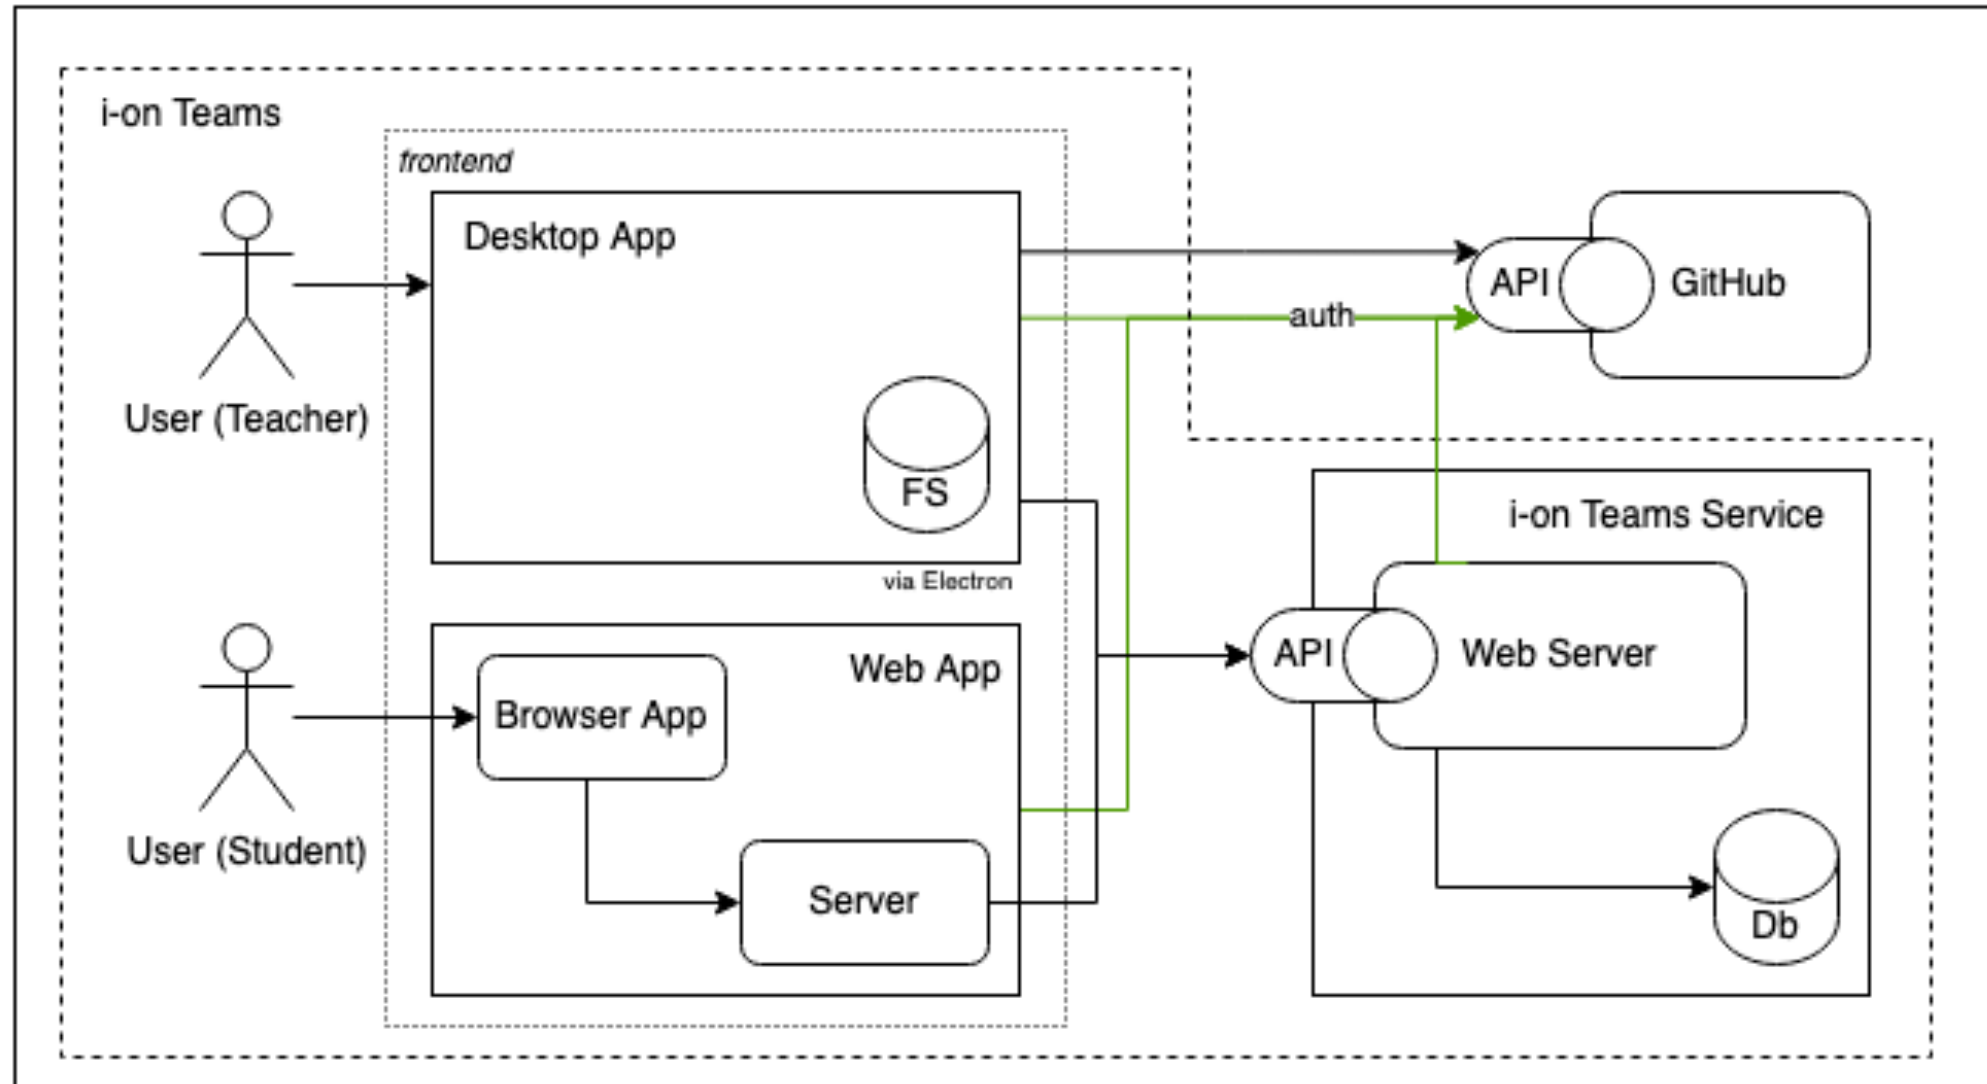 i-on Teams
frontend
Desktop App
API
GitHub
auth
User (Teacher)
FS
i-on Teams Service
via Electron
Web App
API
Web Server
Browser App
User (Student)
Server
Db